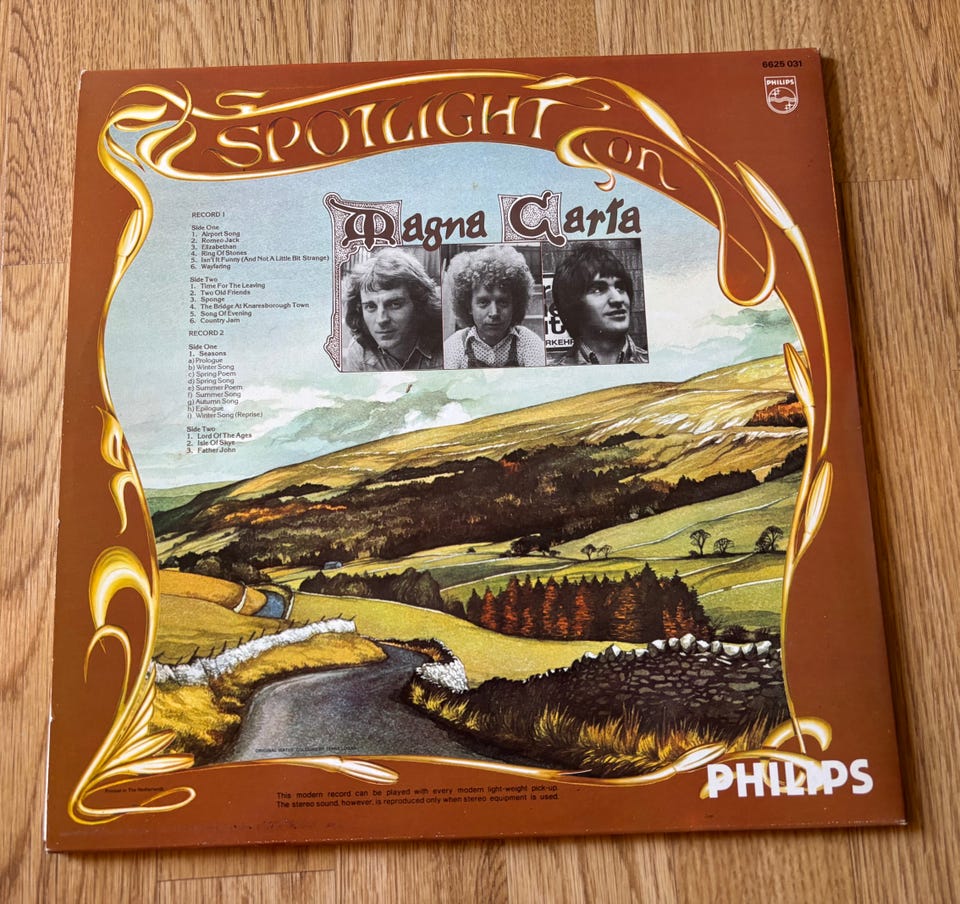 6625 031
PHILIPS
SPOTLIGHT on
Magna Carta
RECORD 1
Side One
1. Airport Song
2. Romeo Jack
3. Elizabethan
4. Ring Of Stones
5. Isn't It Funny (And Not A Little Bit Strange)
6. Wayfaring
Side Two
1. Time For The Leaving
2. Two Old Friends
3. Sponge
4. The Bridge At Knaresborough Town
5. Song Of Evening
6. Country Jam
RECORD 2
Side One
1. Seasons
a) Prologue
b) Winter Song
c) Spring Poem
d) Spring Song
e) Summer Poem
f) Summer Song
g) Autumn Song
h) Epilogue
i) Winter Song (Reprise)
Side Two
1. Lord Of The Ages
2. Isle Of Skye
3. Father John
RKEHR
ORIGINAL WATER COLOUR BY
Printed in The Netherlands
This modern record can be played with every modern light-weight pick-up.
The stereo sound, however, is reproduced only when stereo equipment is used.
PHILIPS